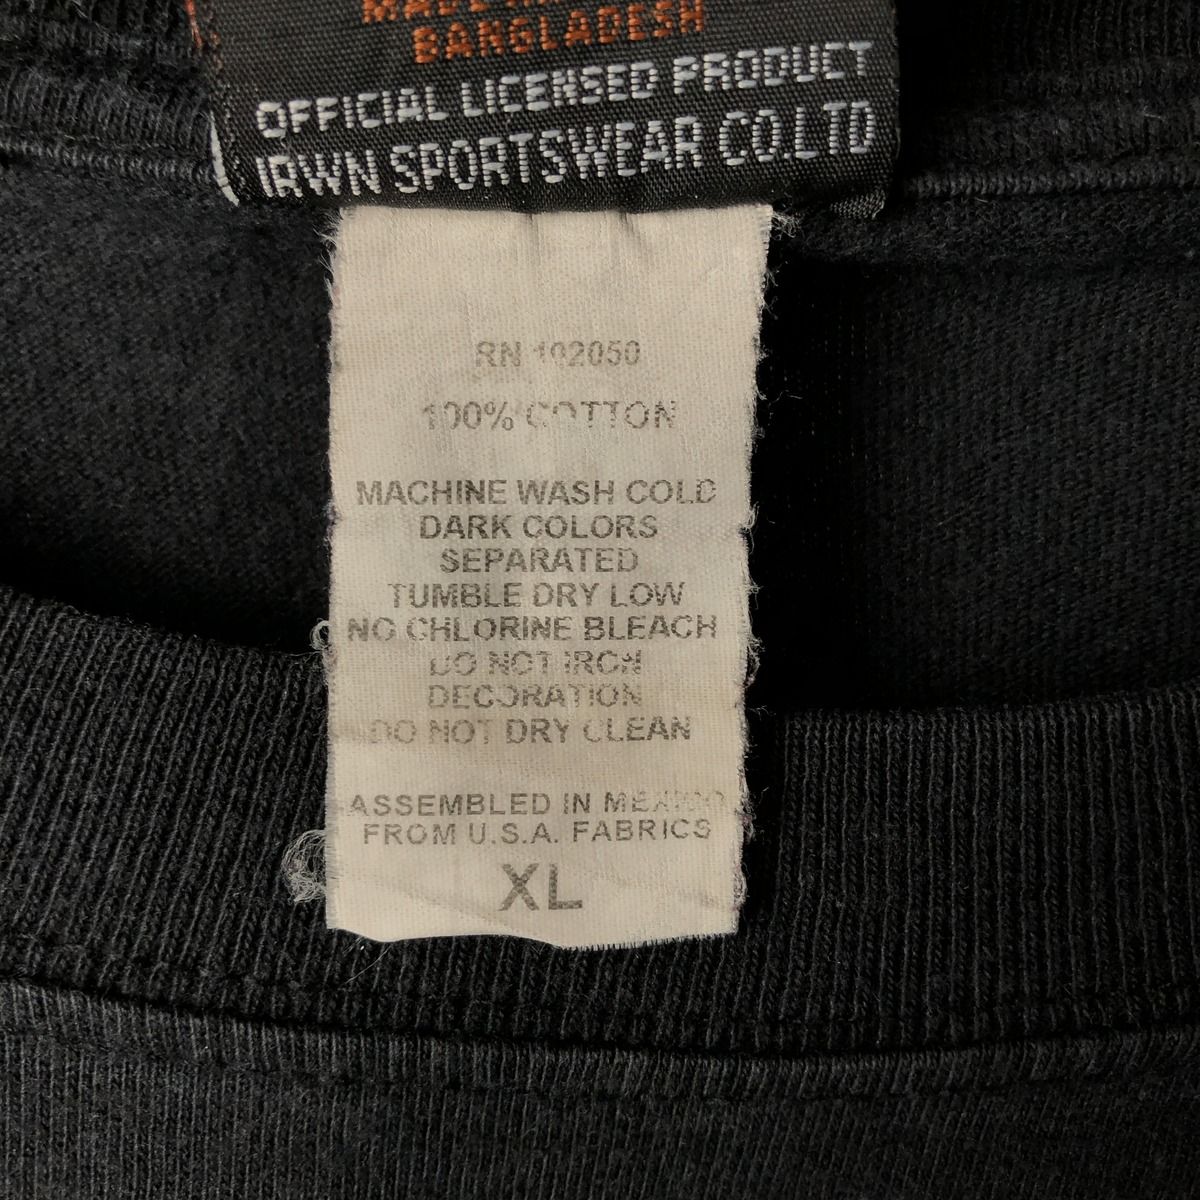 MADE IN
BANGLADESH
OFFICIAL LICENSED PRODUCT
IRWN SPORTSWEAR CO.LTD
RN 102050
100% COTTON
MACHINE WASH COLD
DARK COLORS
SEPARATED
TUMBLE DRY LOW
NO CHLORINE BLEACH
DO NOT IRON
DECORATION
DO NOT DRY CLEAN
ASSEMBLED IN MEXICO
FROM U.S.A. FABRICS
XL